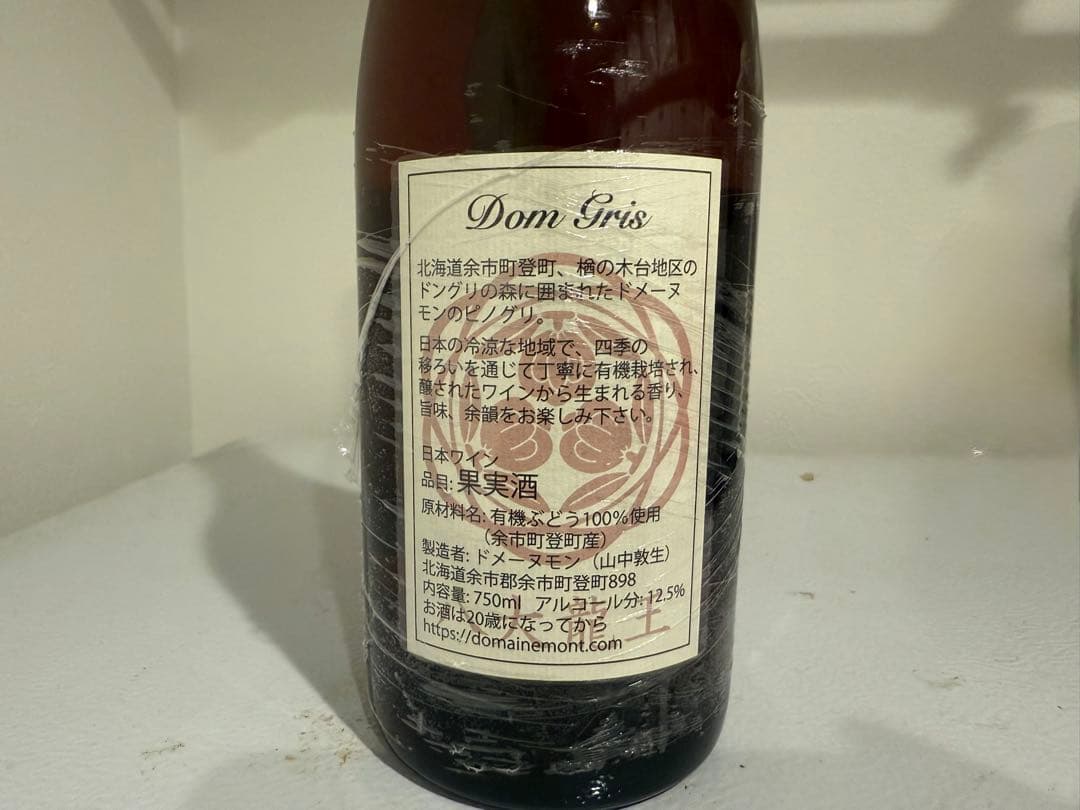 Dom Gris
北海道余市町登町、楢の木台地区の
ドングリの森に囲まれたドメーヌ
モンのピノグリ。
日本の冷涼な地域で、四季の
移ろいを通じて丁寧に有機栽培され、
醸されたワインから生まれる香り、
旨味、余韻をお楽しみ下さい。
日本ワイン
品目: 果実酒
原材料名: 有機ぶどう100%使用
（余市町登町産）
製造者: ドメーヌモン（山中敦生）
北海道余市郡余市町登町898
内容量: 750ml アルコール分: 12.5%
お酒は20歳になってから
https://domainemont.com
八大龍王